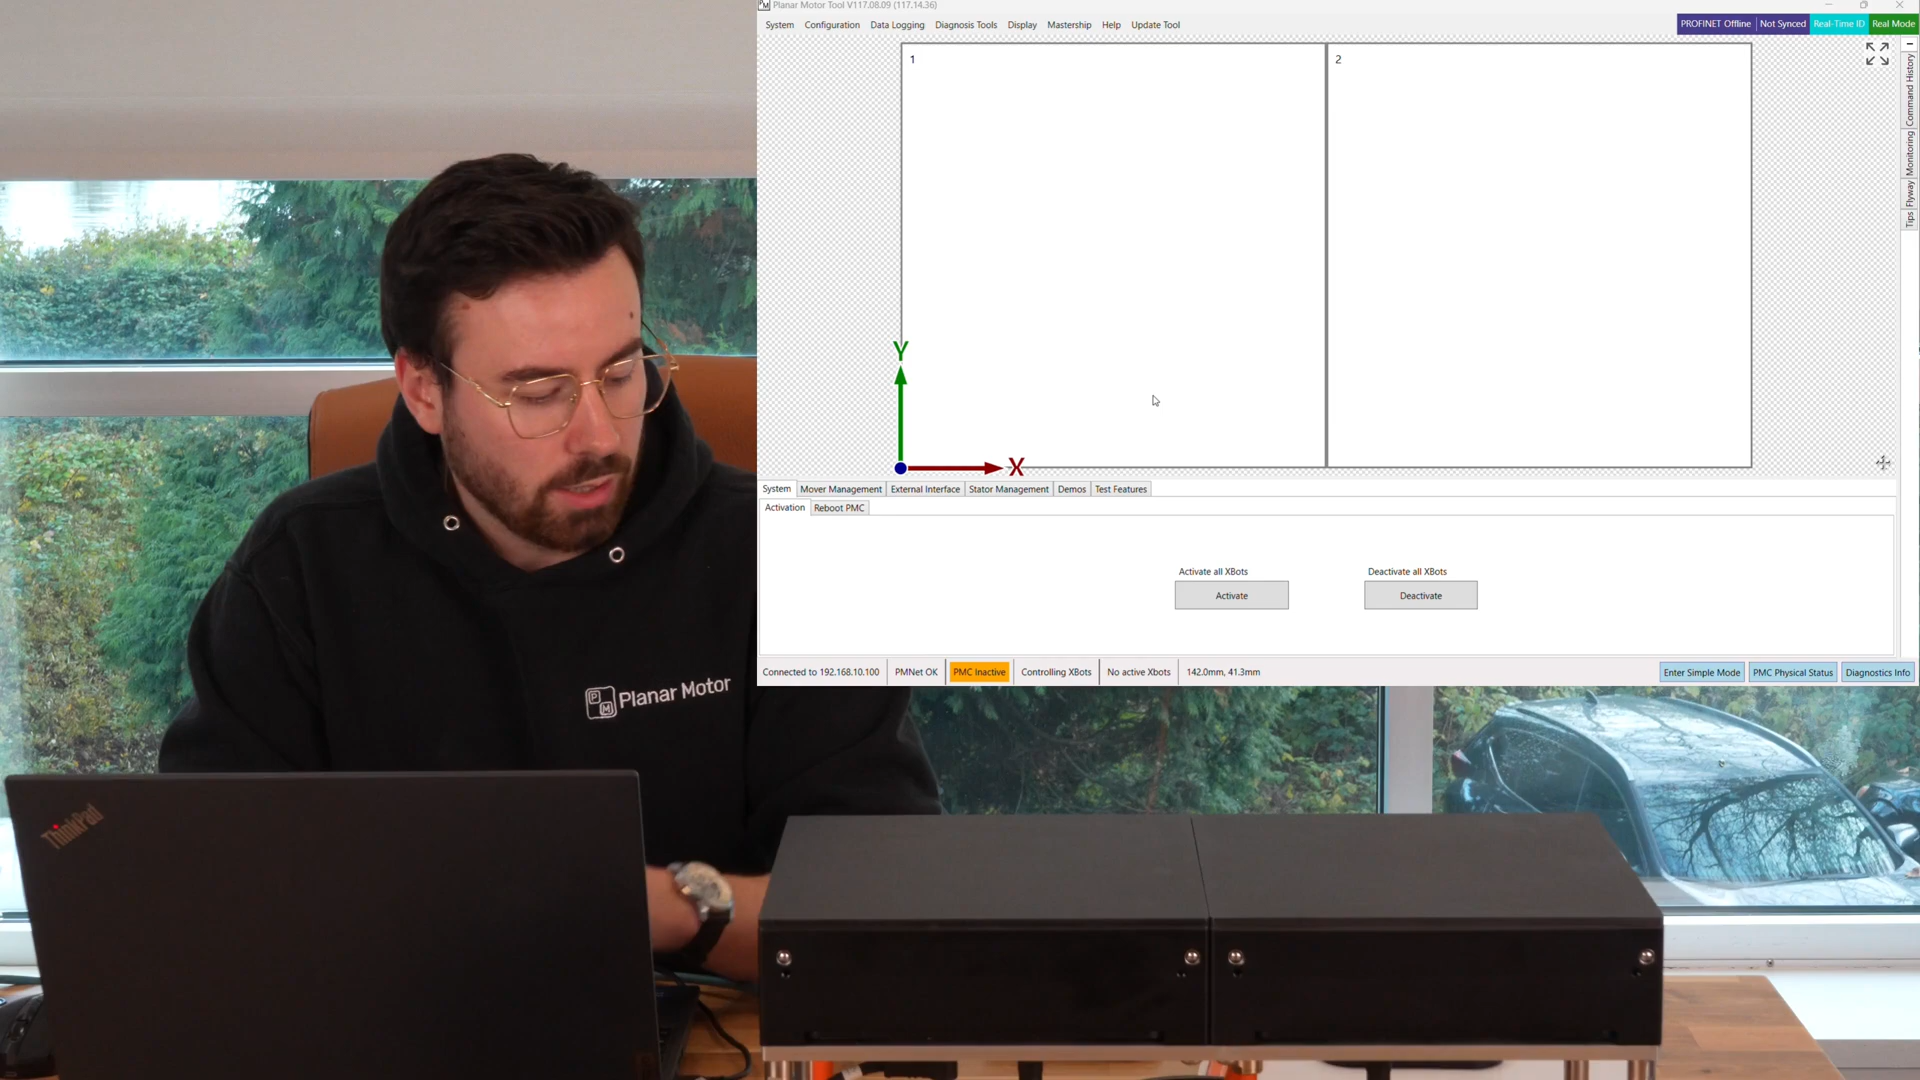 Planar Motor Tool V117.08.09 (117.14.36)
System Configuration Data Logging Diagnosis Tools Display Mastership Help Update Tool
PROFINET Offline Not Synced Real-Time ID Real Mode
1
2
Command History
Monitoring
Flyway
Tips
Y
X
System Mover Management External Interface Stator Management Demos Test Features
Activation Reboot PMC
Activate all XBots
Deactivate all XBots
Activate
Deactivate
Connected to 192.168.10.100 PMNet OK PMC Inactive Controlling XBots No active Xbots 142.0mm, 41.3mm
Enter Simple Mode PMC Physical Status Diagnostics Info
PM Planar Motor
ThinkPad